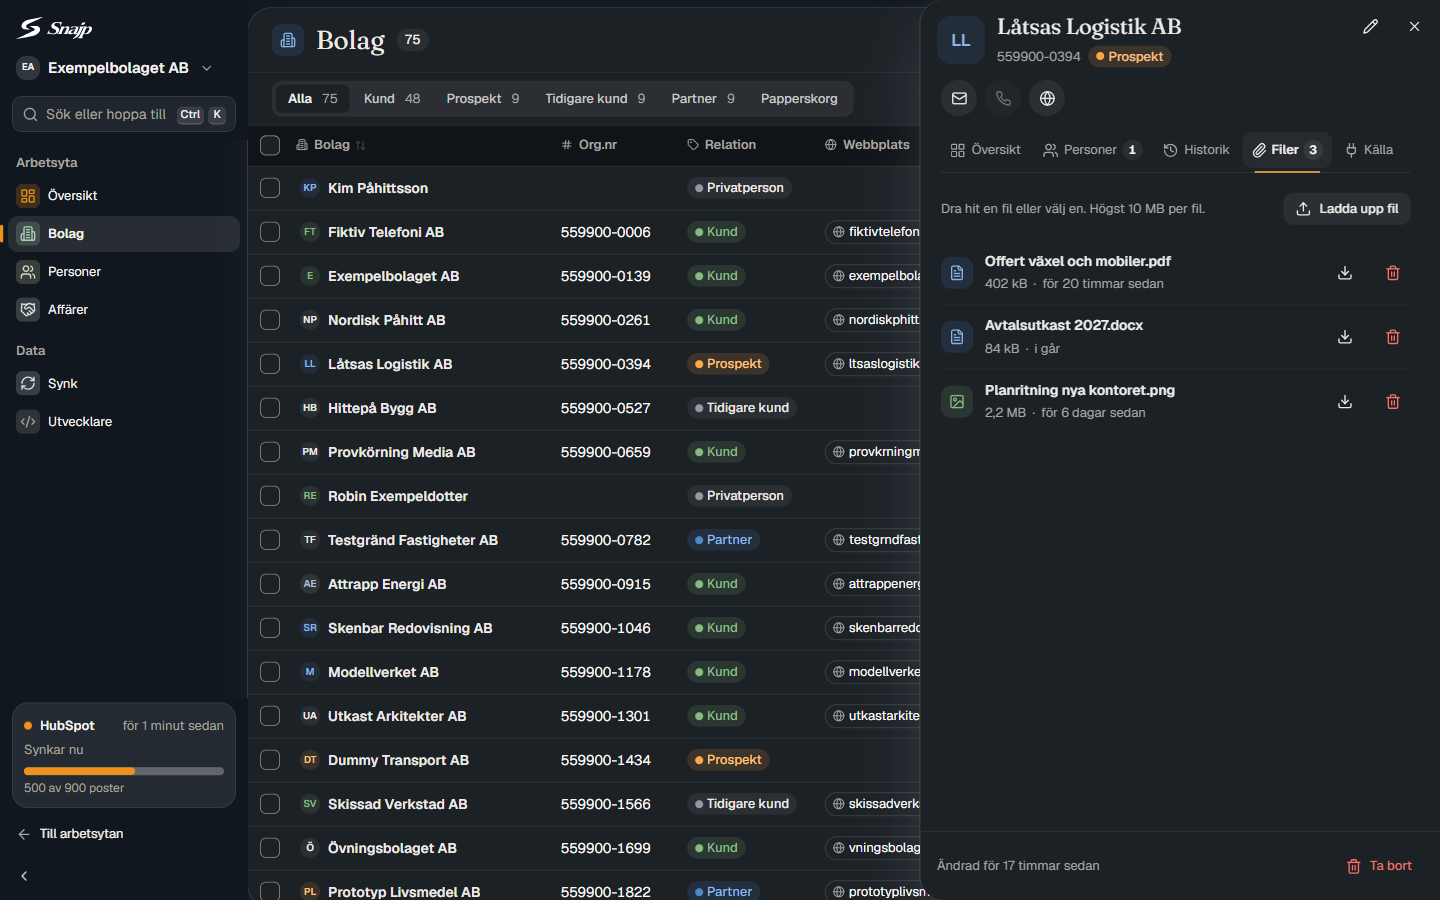 Snajp
EA Exempelbolaget AB
Sök eller hoppa till Ctrl K
Arbetsyta
Översikt
Bolag
Personer
Affärer
Data
Synk
Utvecklare
HubSpot för 1 minut sedan
Synkar nu
500 av 900 poster
Till arbetsytan
Bolag 75
Alla 75 Kund 48 Prospekt 9 Tidigare kund 9 Partner 9 Papperskorg
Bolag Org.nr Relation Webbplats
KP Kim Påhittsson Privatperson
FT Fiktiv Telefoni AB 559900-0006 Kund fiktivtelefon
E Exempelbolaget AB 559900-0139 Kund exempelbola
NP Nordisk Påhitt AB 559900-0261 Kund nordiskphitt
LL Låtsas Logistik AB 559900-0394 Prospekt ltsaslogistik
HB Hittepå Bygg AB 559900-0527 Tidigare kund
PM Provkörning Media AB 559900-0659 Kund provkrningm
RE Robin Exempeldotter Privatperson
TF Testgränd Fastigheter AB 559900-0782 Partner testgrndfast
AE Attrapp Energi AB 559900-0915 Kund attrappenerg
SR Skenbar Redovisning AB 559900-1046 Kund skenbarredo
M Modellverket AB 559900-1178 Kund modellverke
UA Utkast Arkitekter AB 559900-1301 Kund utkastarkite
DT Dummy Transport AB 559900-1434 Prospekt
SV Skissad Verkstad AB 559900-1566 Tidigare kund skissadverk
Ö Övningsbolaget AB 559900-1699 Kund vningsbolag
PL Prototyp Livsmedel AB 559900-1822 Partner prototyplivsm
LL Låtsas Logistik AB
559900-0394 Prospekt
Översikt Personer 1 Historik Filer 3 Källa
Dra hit en fil eller välj en. Högst 10 MB per fil. Ladda upp fil
Offert växel och mobiler.pdf
402 kB · för 20 timmar sedan
Avtalsutkast 2027.docx
84 kB · i går
Planritning nya kontoret.png
2,2 MB · för 6 dagar sedan
Ändrad för 17 timmar sedan Ta bort